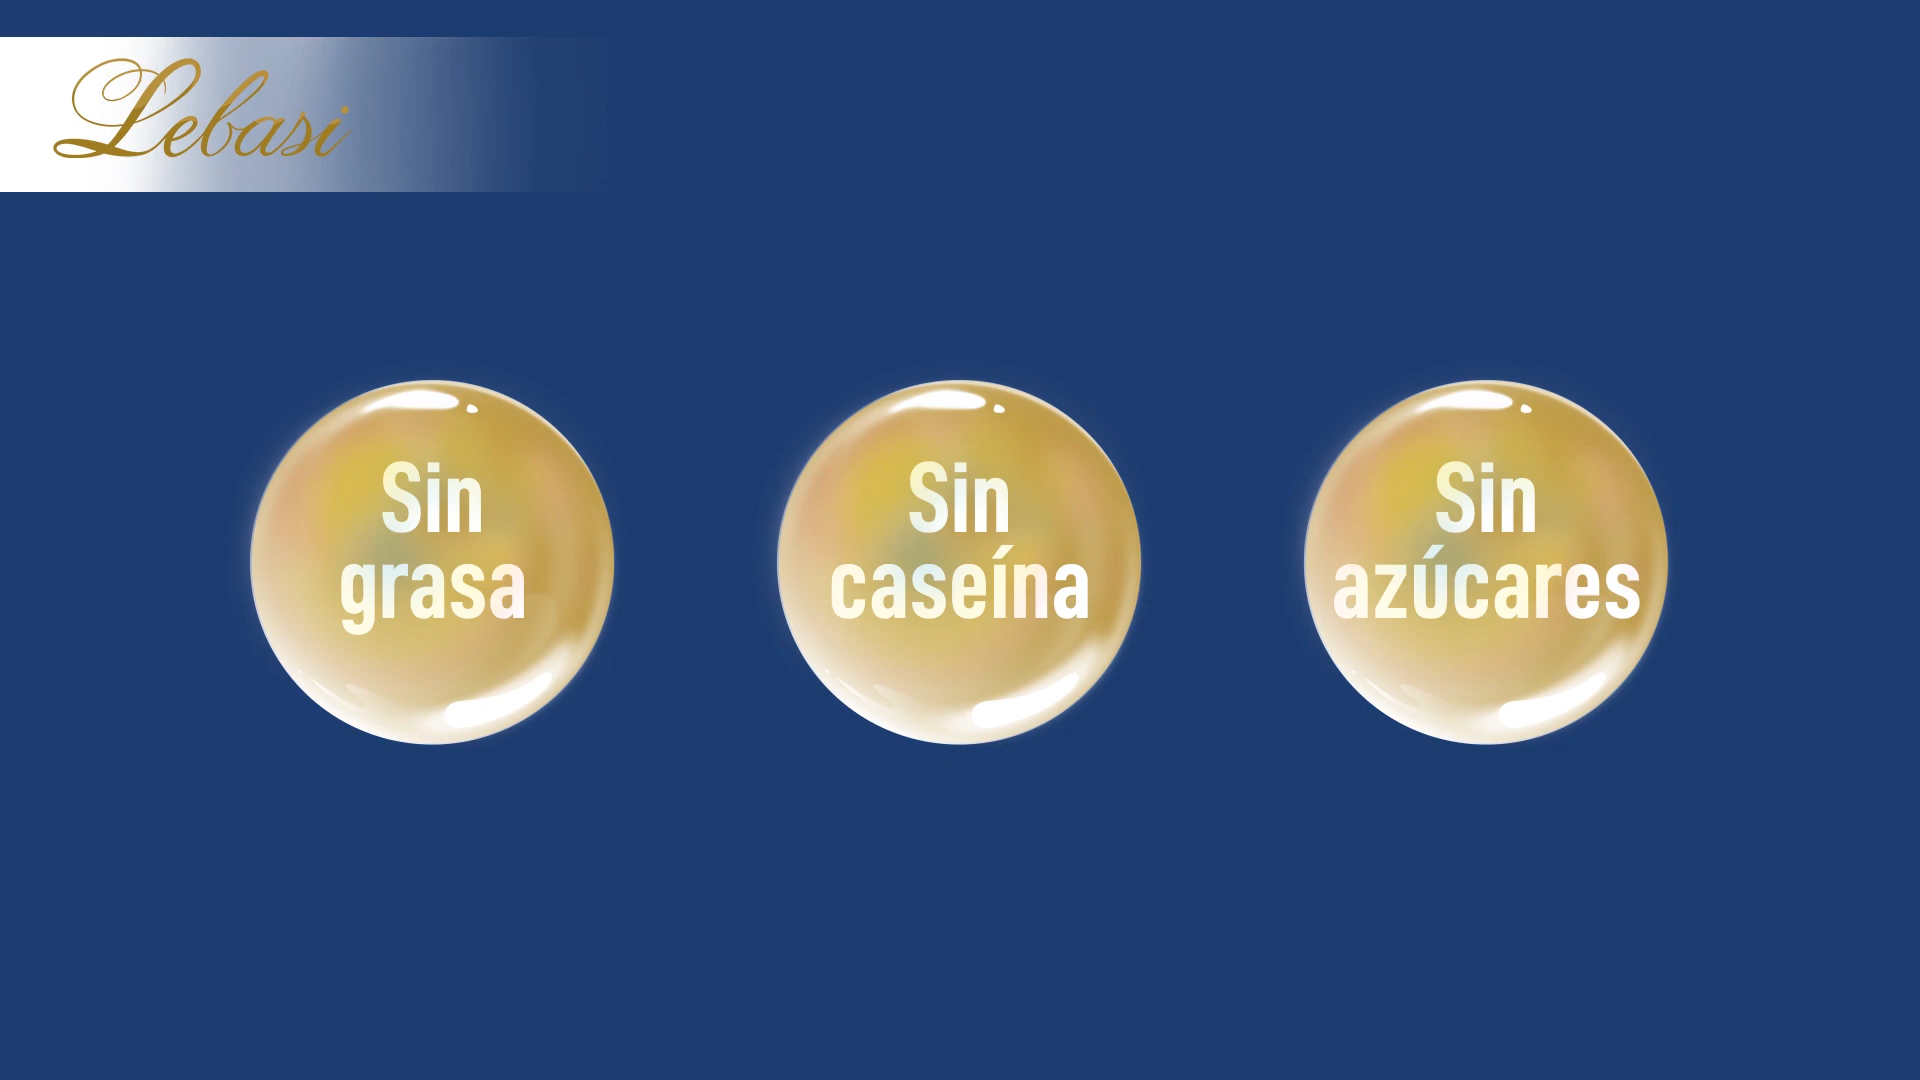 Lebasi
Sin
grasa
Sin
caseína
Sin
azúcares